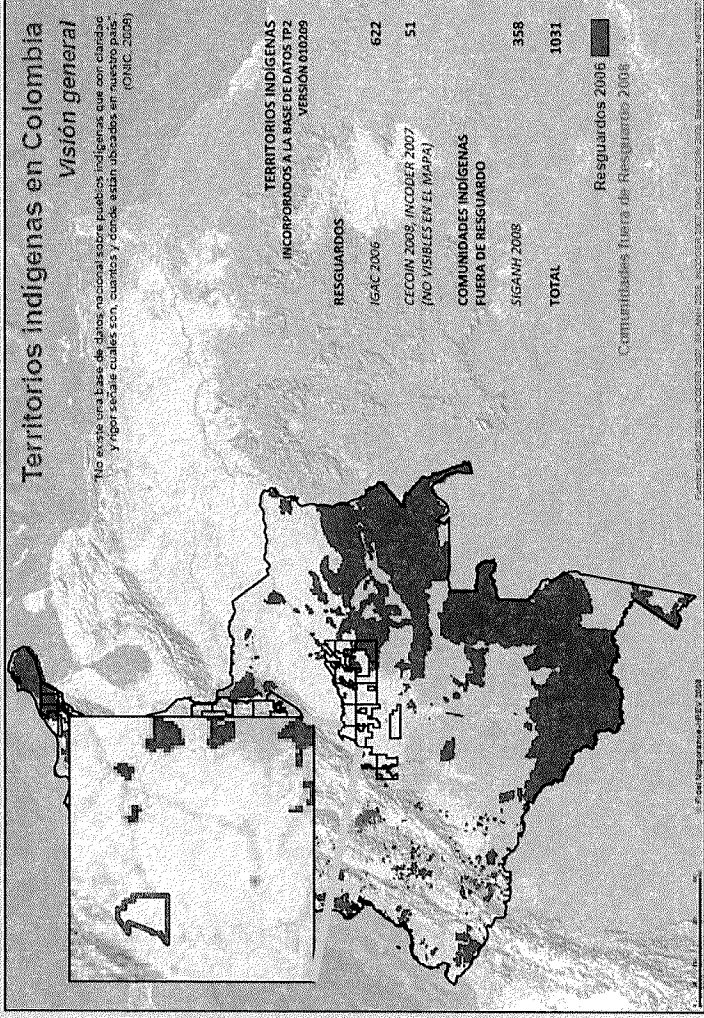 Territorios indígenas en Colombia
Visión general
"No existe una base de datos nacional sobre pueblos indígenas que con claridad
y rigor señale cuáles son, cuántos y dónde están ubicados en nuestro país"
(ONIC, 2008)
TERRITORIOS INDÍGENAS
INCORPORADOS A LA BASE DE DATOS TP2
VERSIÓN 010209
RESGUARDOS
IGAC 2006 622
CECOIN 2008, INCODER 2007 51
(NO VISIBLES EN EL MAPA)
COMUNIDADES INDÍGENAS
FUERA DE RESGUARDO
SIGANH 2008 358
TOTAL 1031
Resguardos 2006
Comunidades fuera de Resguardo 2008